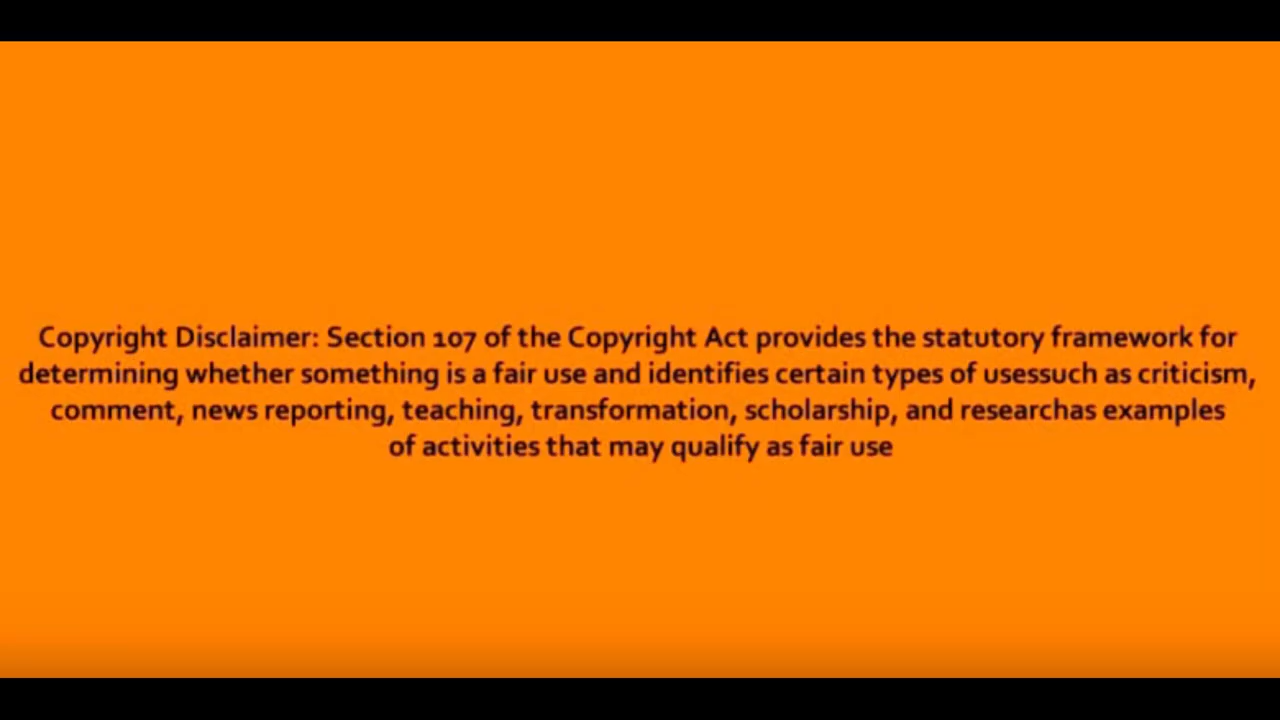 Copyright Disclaimer: Section 107 of the Copyright Act provides the statutory framework for
determining whether something is a fair use and identifies certain types of usessuch as criticism,
comment, news reporting, teaching, transformation, scholarship, and researchas examples
of activities that may qualify as fair use